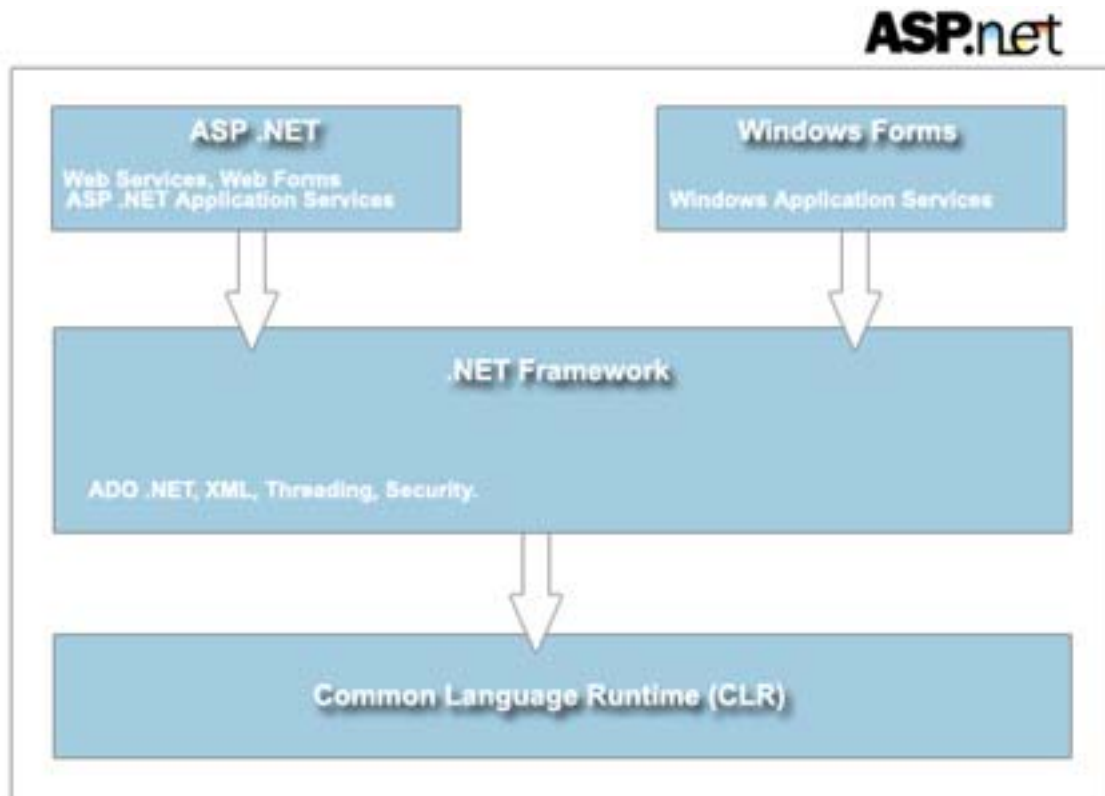 ASP.net
ASP .NET
Web Services, Web Forms
ASP .NET Application Services
Windows Forms
Windows Application Services
.NET Framework
ADO .NET, XML, Threading, Security.
Common Language Runtime (CLR)